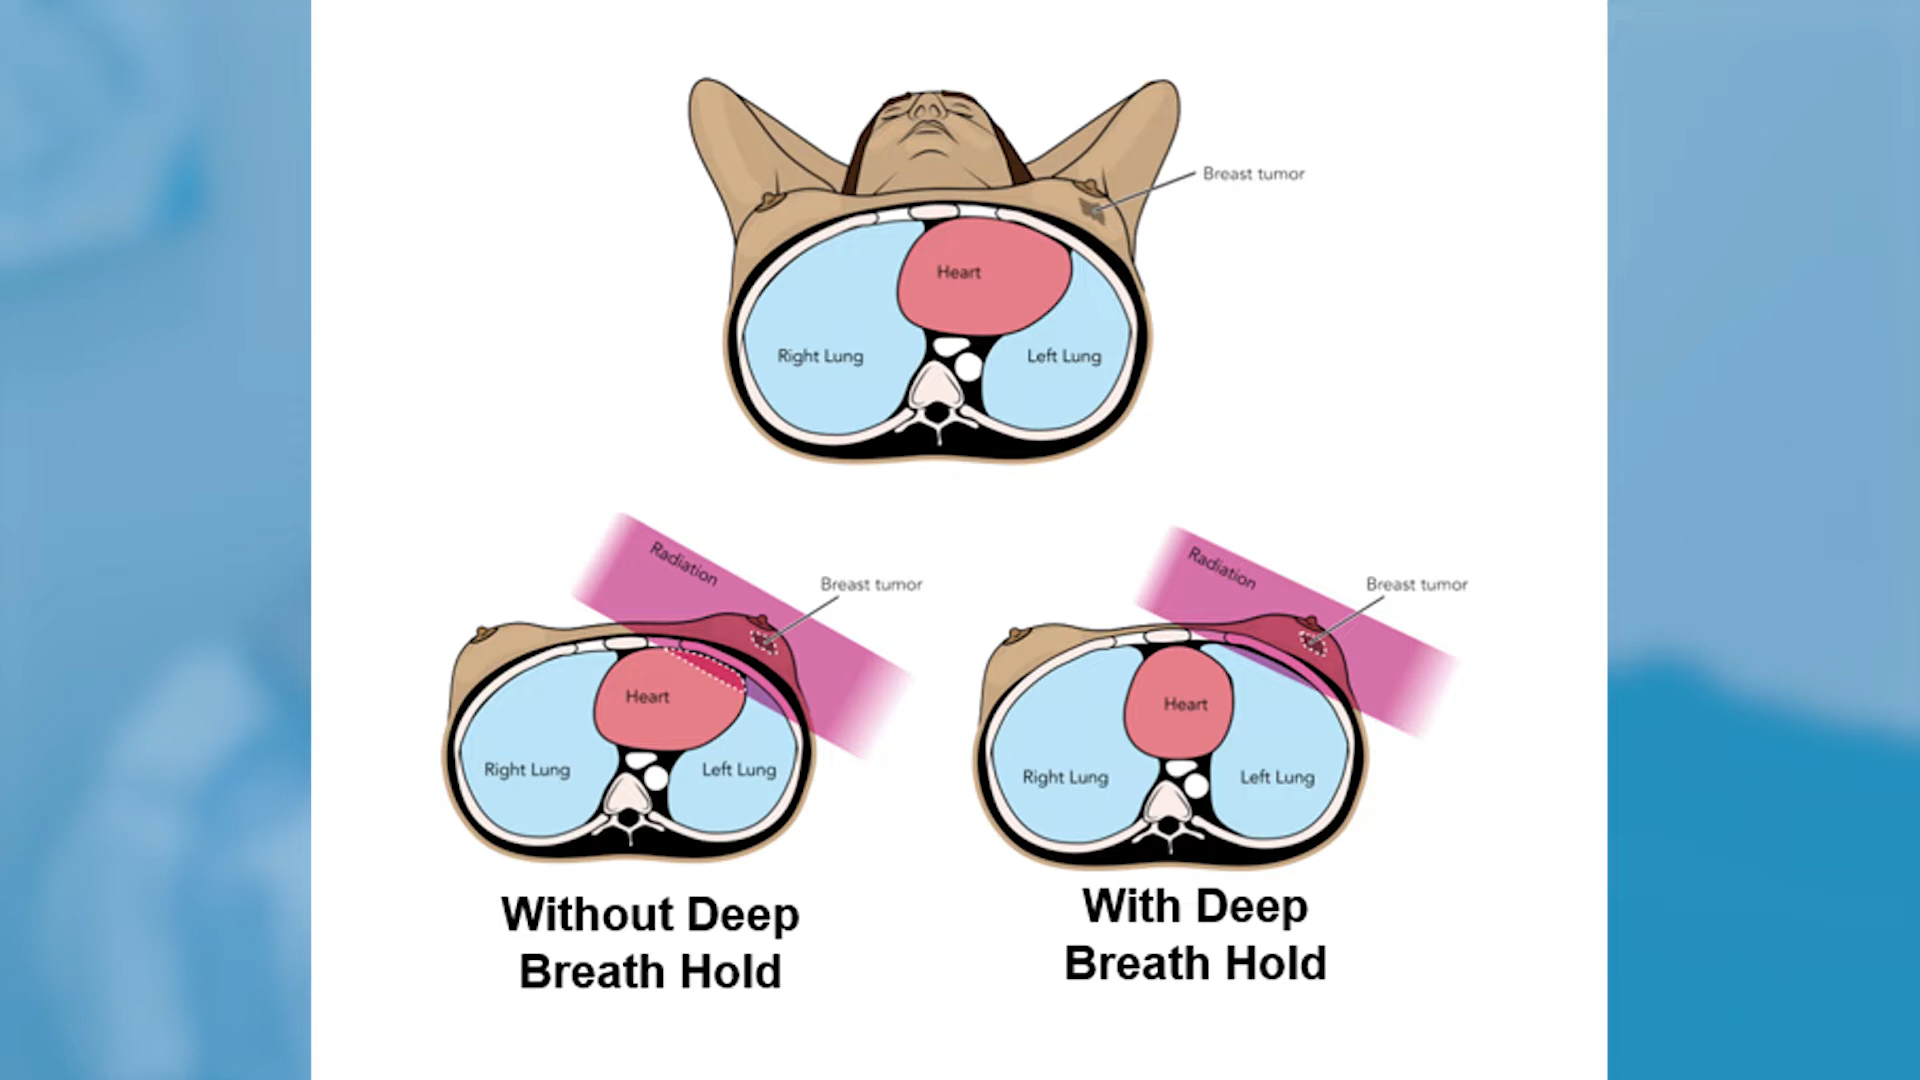 Breast tumor
Heart
Right Lung
Left Lung
Radiation
Breast tumor
Heart
Right Lung
Left Lung
Without Deep
Breath Hold
Radiation
Breast tumor
Heart
Right Lung
Left Lung
With Deep
Breath Hold